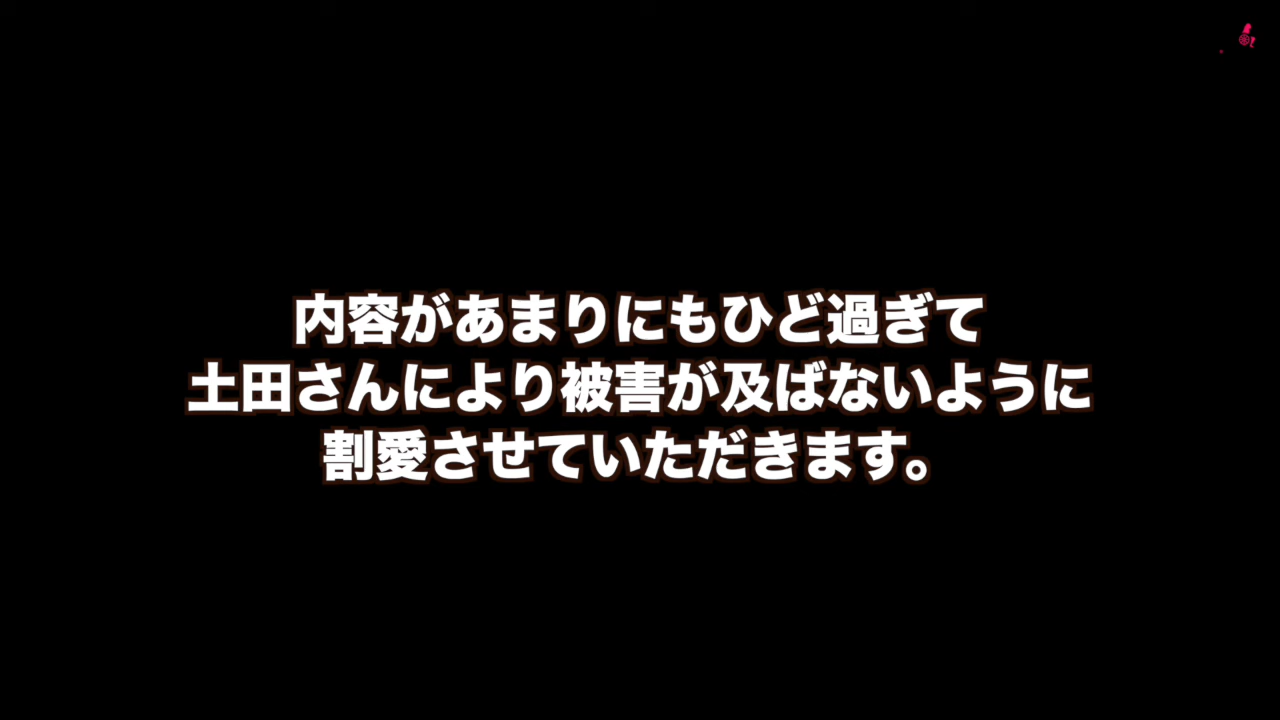 内容があまりにもひど過ぎて
土田さんにより被害が及ばないように
割愛させていただきます。